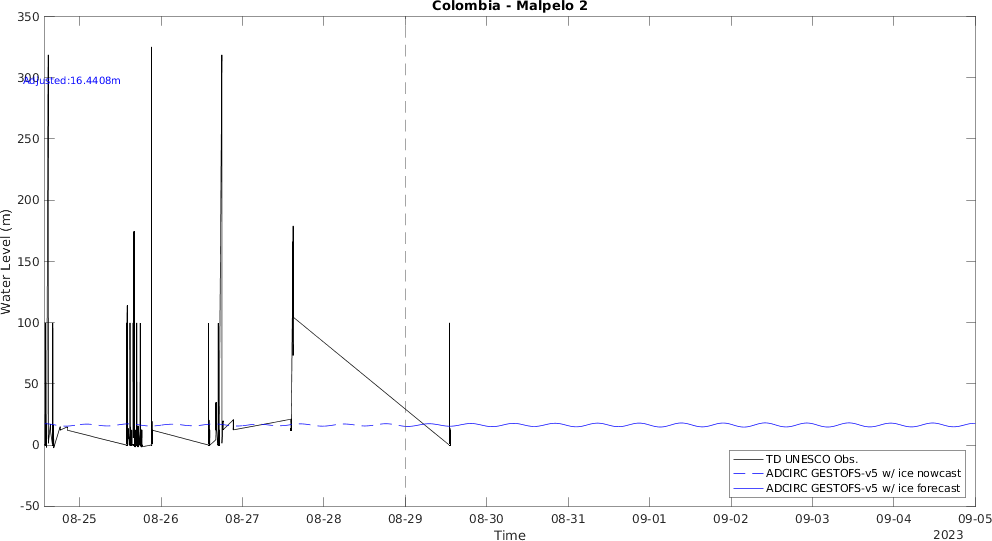 Colombia - Malpelo 2
Adjusted:16.4408m
350
300
250
200
150
100
50
0
-50
Water Level (m)
08-25 08-26 08-27 08-28 08-29 08-30 08-31 09-01 09-02 09-03 09-04 09-05
Time
2023
TD UNESCO Obs.
ADCIRC GESTOFS-v5 w/ ice nowcast
ADCIRC GESTOFS-v5 w/ ice forecast